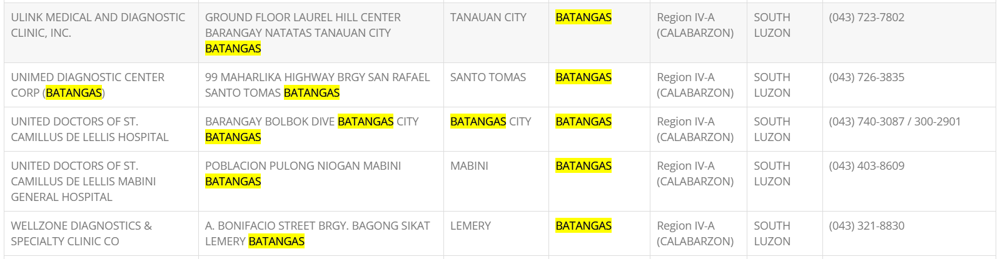 ULINK MEDICAL AND DIAGNOSTIC
CLINIC, INC.
GROUND FLOOR LAUREL HILL CENTER
BARANGAY NATATAS TANAUAN CITY
BATANGAS
TANAUAN CITY
BATANGAS
Region IV-A
(CALABARZON)
SOUTH
LUZON
(043) 723-7802
UNIMED DIAGNOSTIC CENTER
CORP (BATANGAS)
99 MAHARLIKA HIGHWAY BRGY SAN RAFAEL
SANTO TOMAS BATANGAS
SANTO TOMAS
BATANGAS
Region IV-A
(CALABARZON)
SOUTH
LUZON
(043) 726-3835
UNITED DOCTORS OF ST.
CAMILLUS DE LELLIS HOSPITAL
BARANGAY BOLBOK DIVE BATANGAS CITY
BATANGAS
BATANGAS CITY
BATANGAS
Region IV-A
(CALABARZON)
SOUTH
LUZON
(043) 740-3087 / 300-2901
UNITED DOCTORS OF ST.
CAMILLUS DE LELLIS MABINI
GENERAL HOSPITAL
POBLACION PULONG NIOGAN MABINI
BATANGAS
MABINI
BATANGAS
Region IV-A
(CALABARZON)
SOUTH
LUZON
(043) 403-8609
WELLZONE DIAGNOSTICS &
SPECIALTY CLINIC CO
A. BONIFACIO STREET BRGY. BAGONG SIKAT
LEMERY BATANGAS
LEMERY
BATANGAS
Region IV-A
(CALABARZON)
SOUTH
LUZON
(043) 321-8830